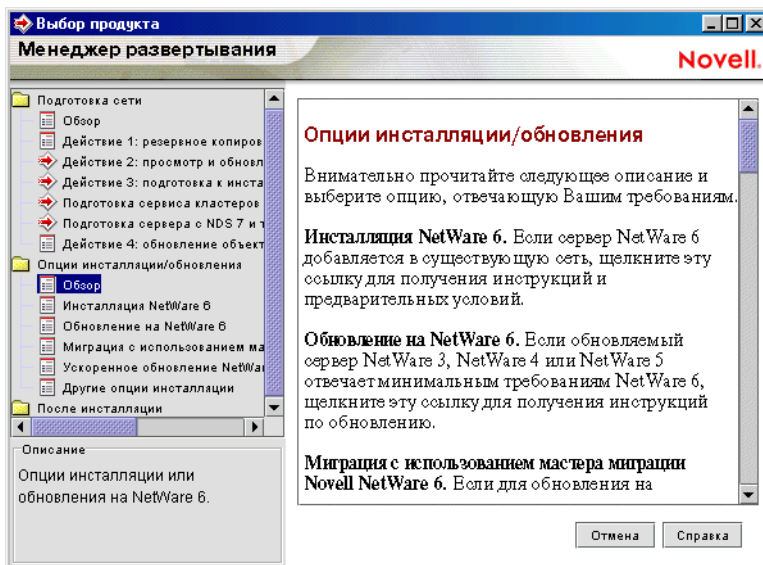 Выбор продукта
Менеджер развертывания
Novell.
Подготовка сети
Обзор
Действие 1: резервное копиров
Действие 2: просмотр и обновл
Действие 3: подготовка к инста
Подготовка сервиса кластеров
Подготовка сервера с NDS 7 и т
Действие 4: обновление объект
Опции инсталляции/обновления
Обзор
Инсталляция NetWare 6
Обновление на NetWare 6
Миграция с использованием ма
Ускоренное обновление NetWa
Другие опции инсталляции
После инсталляции
Описание
Опции инсталляции или
обновления на NetWare 6.
Опции инсталляции/обновления
Внимательно прочитайте следующее описание и
выберите опцию, отвечающую Вашим требованиям.
Инсталляция NetWare 6. Если сервер NetWare 6
добавляется в существующую сеть, щелкните эту
ссылку для получения инструкций и
предварительных условий.
Обновление на NetWare 6. Если обновляемый
сервер NetWare 3, NetWare 4 или NetWare 5
отвечает минимальным требованиям NetWare 6,
щелкните эту ссылку для получения инструкций
по обновлению.
Миграция с использованием мастера миграции
Novell NetWare 6. Если для обновления на
Отмена
Справка